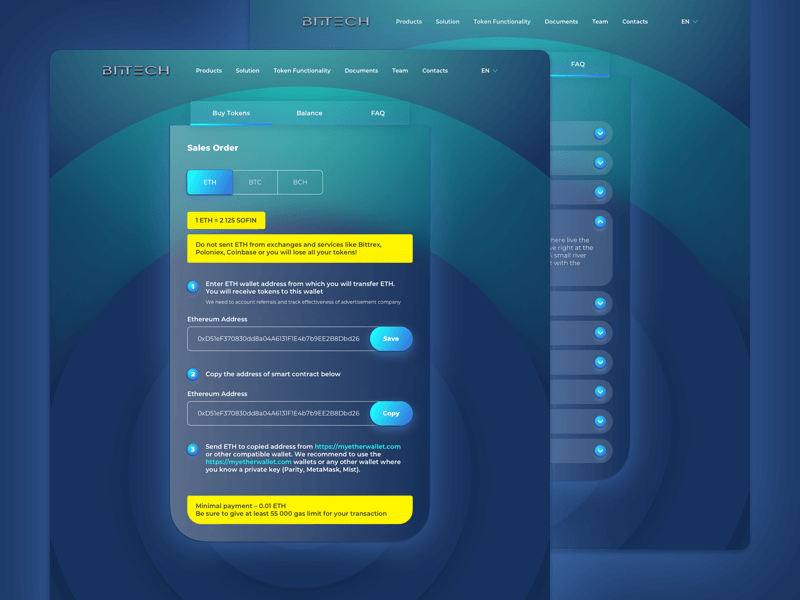 BITTECH
Products Solution Token Functionality Documents Team Contacts EN
BITTECH
Products Solution Token Functionality Documents Team Contacts EN
Buy Tokens Balance FAQ
FAQ
Sales Order
ETH BTC BCH
1 ETH = 2 125 SOFIN
Do not sent ETH from exchanges and services like Bittrex,
Poloniex, Coinbase or you will lose all your tokens!
1 Enter ETH wallet address from which you will transfer ETH.
You will receive tokens to this wallet
We need to account referrals and track effectiveness of advertisement company
Ethereum Address
0xD51eF370830dd8a04A6131F1E4b7b9EE2B8Dbd26 Save
2 Copy the address of smart contract below
Ethereum Address
0xD51eF370830dd8a04A6131F1E4b7b9EE2B8Dbd26 Copy
3 Send ETH to copied address from https://myetherwallet.com
or other compatible wallet. We recommend to use the
https://myetherwallet.com wallets or any other wallet where
you know a private key (Parity, MetaMask, Mist).
Minimal payment – 0.01 ETH
Be sure to give at least 55 000 gas limit for your transaction
here live the
right at the
small river
with the